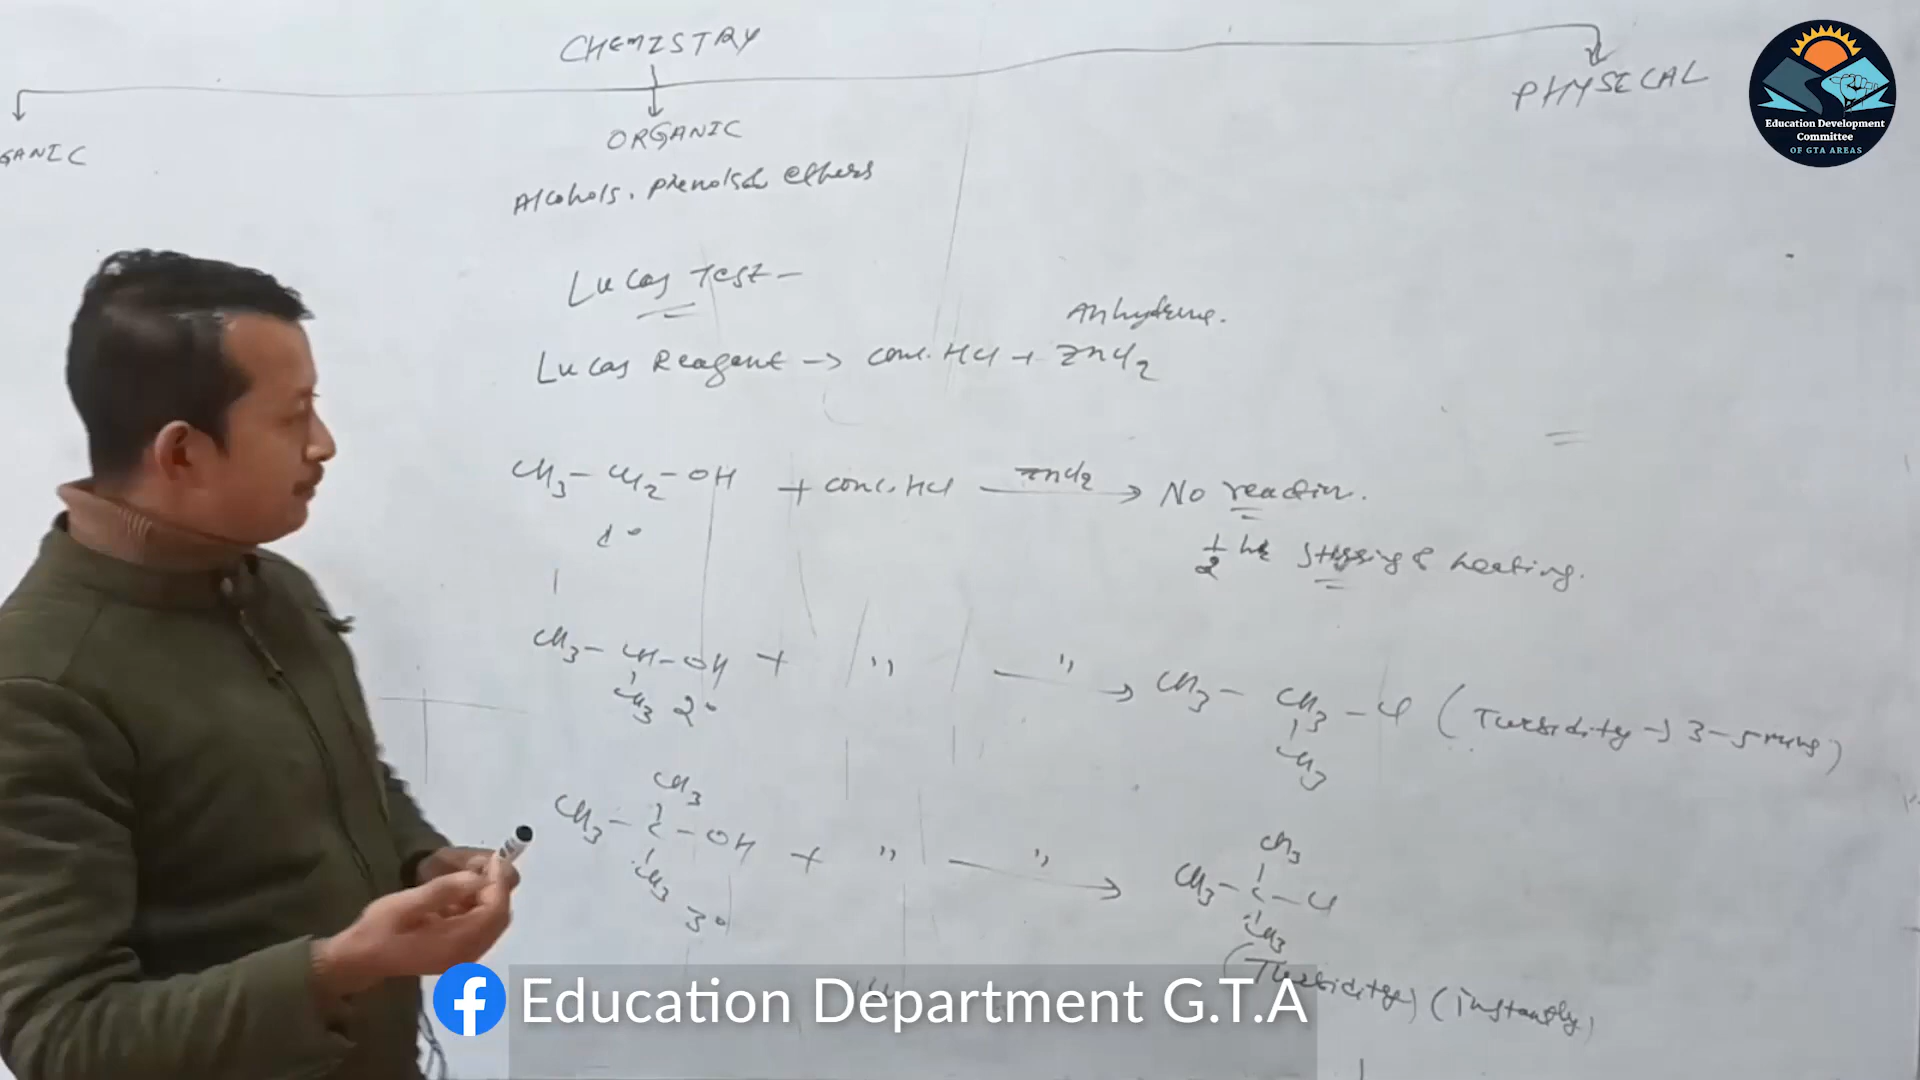 CHEMISTRY
GANIC
ORGANIC
PHYSICAL
Alcohols, phenols & ethers
Lucas Test -
Anhydrous.
Lucas Reagent → conc. HCl + ZnCl2
CH3 - CH2 - OH + conc. HCl ZnCl2 → No reaction.
1°
1/2 hr stirring & heating.
CH3 - CH - OH + " " → CH3 - CH3 - Cl (Turbidity → 3-5 mins)
CH3 2° CH3
CH3 CH3
CH3 - C - OH + " " → CH3 - C - Cl
CH3 3° CH3
(Turbidity) (instantly)
Education Development
Committee
OF GTA AREAS
Education Department G.T.A